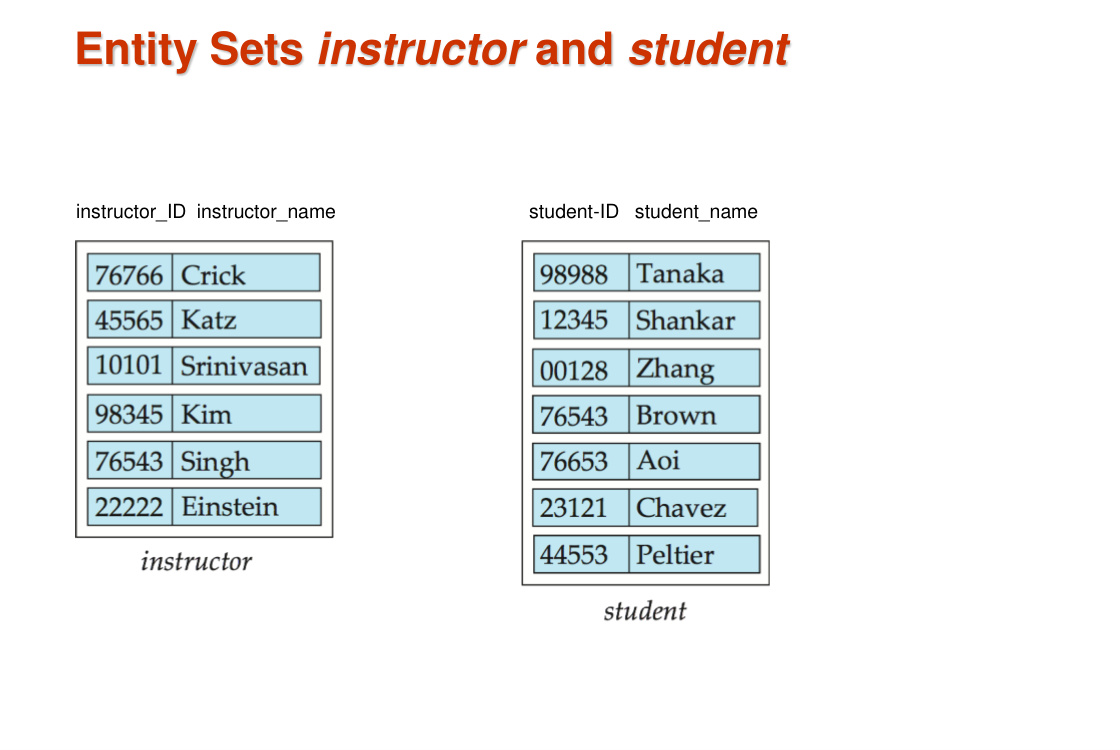 Entity Sets instructor and student
instructor_ID instructor_name
76766 Crick
45565 Katz
10101 Srinivasan
98345 Kim
76543 Singh
22222 Einstein
instructor
student-ID student_name
98988 Tanaka
12345 Shankar
00128 Zhang
76543 Brown
76653 Aoi
23121 Chavez
44553 Peltier
student